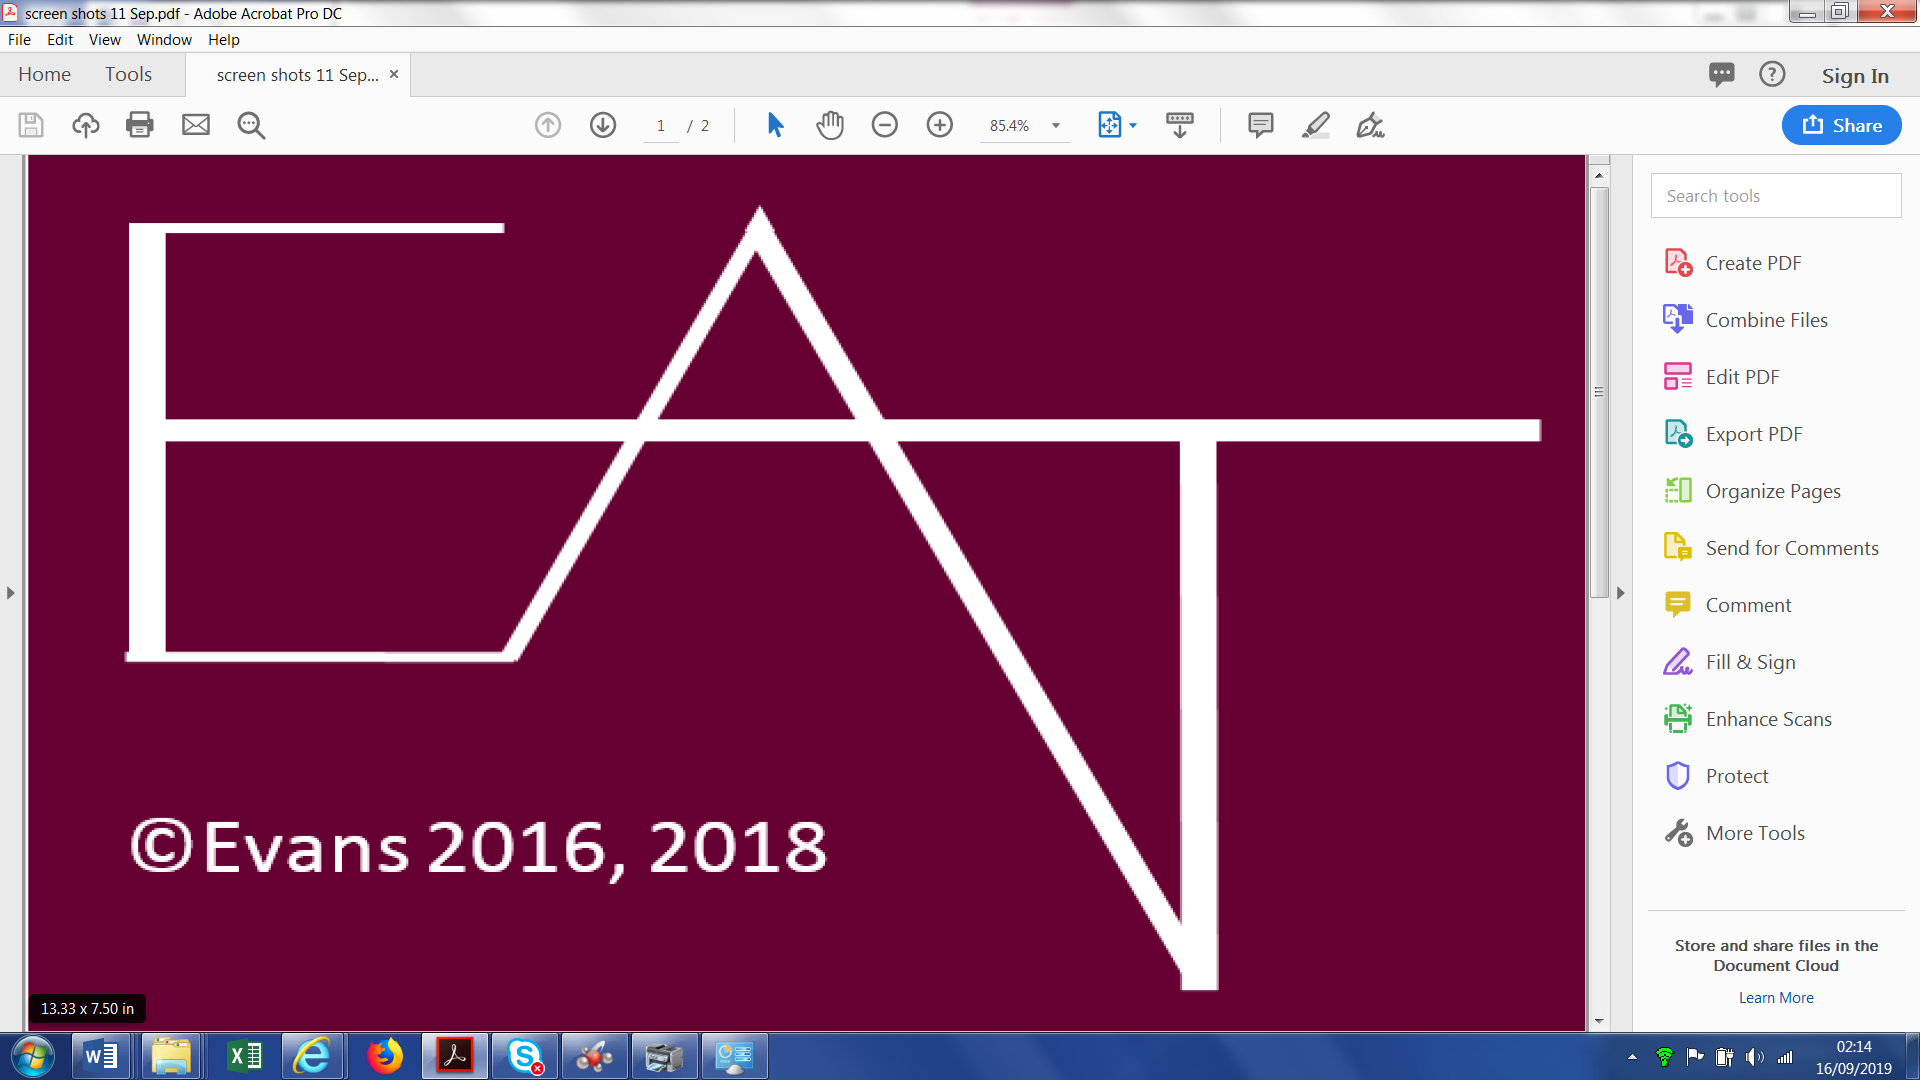 screen shots 11 Sep.pdf - Adobe Acrobat Pro DC
File Edit View Window Help
Home Tools screen shots 11 Sep... × Sign In
1 / 2 85.4% Share
EAT
©Evans 2016, 2018
13.33 x 7.50 in
Search tools
Create PDF
Combine Files
Edit PDF
Export PDF
Organize Pages
Send for Comments
Comment
Fill & Sign
Enhance Scans
Protect
More Tools
Store and share files in the
Document Cloud
Learn More
02:14
16/09/2019